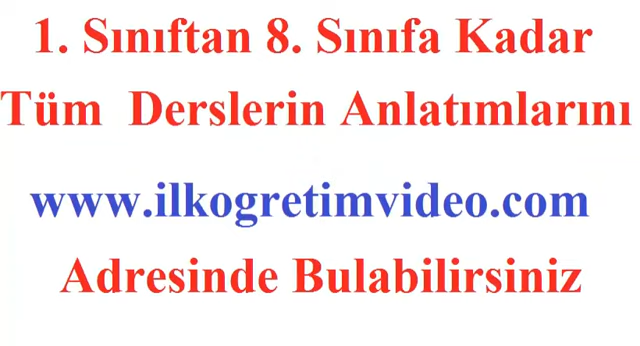 1. Sınıftan 8. Sınıfa Kadar
Tüm Derslerin Anlatımlarını
www.ilkogretimvideo.com
Adresinde Bulabilirsiniz